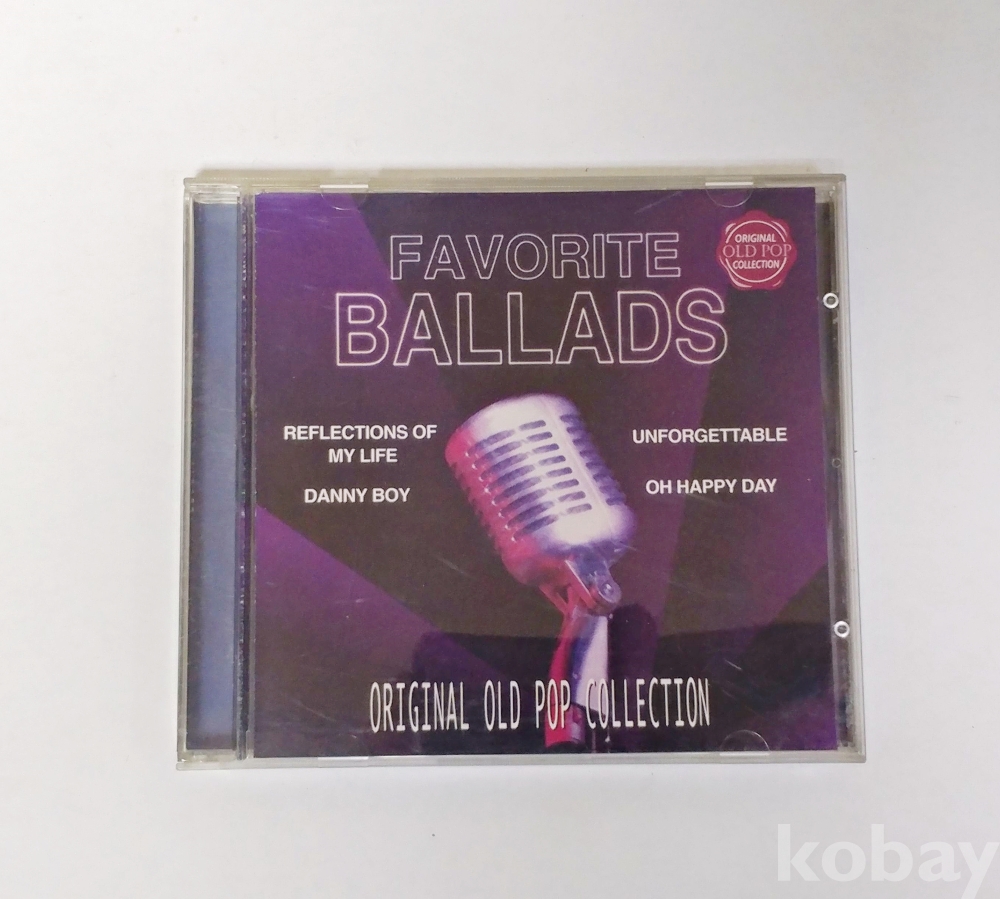 FAVORITE
BALLADS
ORIGINAL
OLD POP
COLLECTION
REFLECTIONS OF
MY LIFE
DANNY BOY
UNFORGETTABLE
OH HAPPY DAY
ORIGINAL OLD POP COLLECTION
kobay